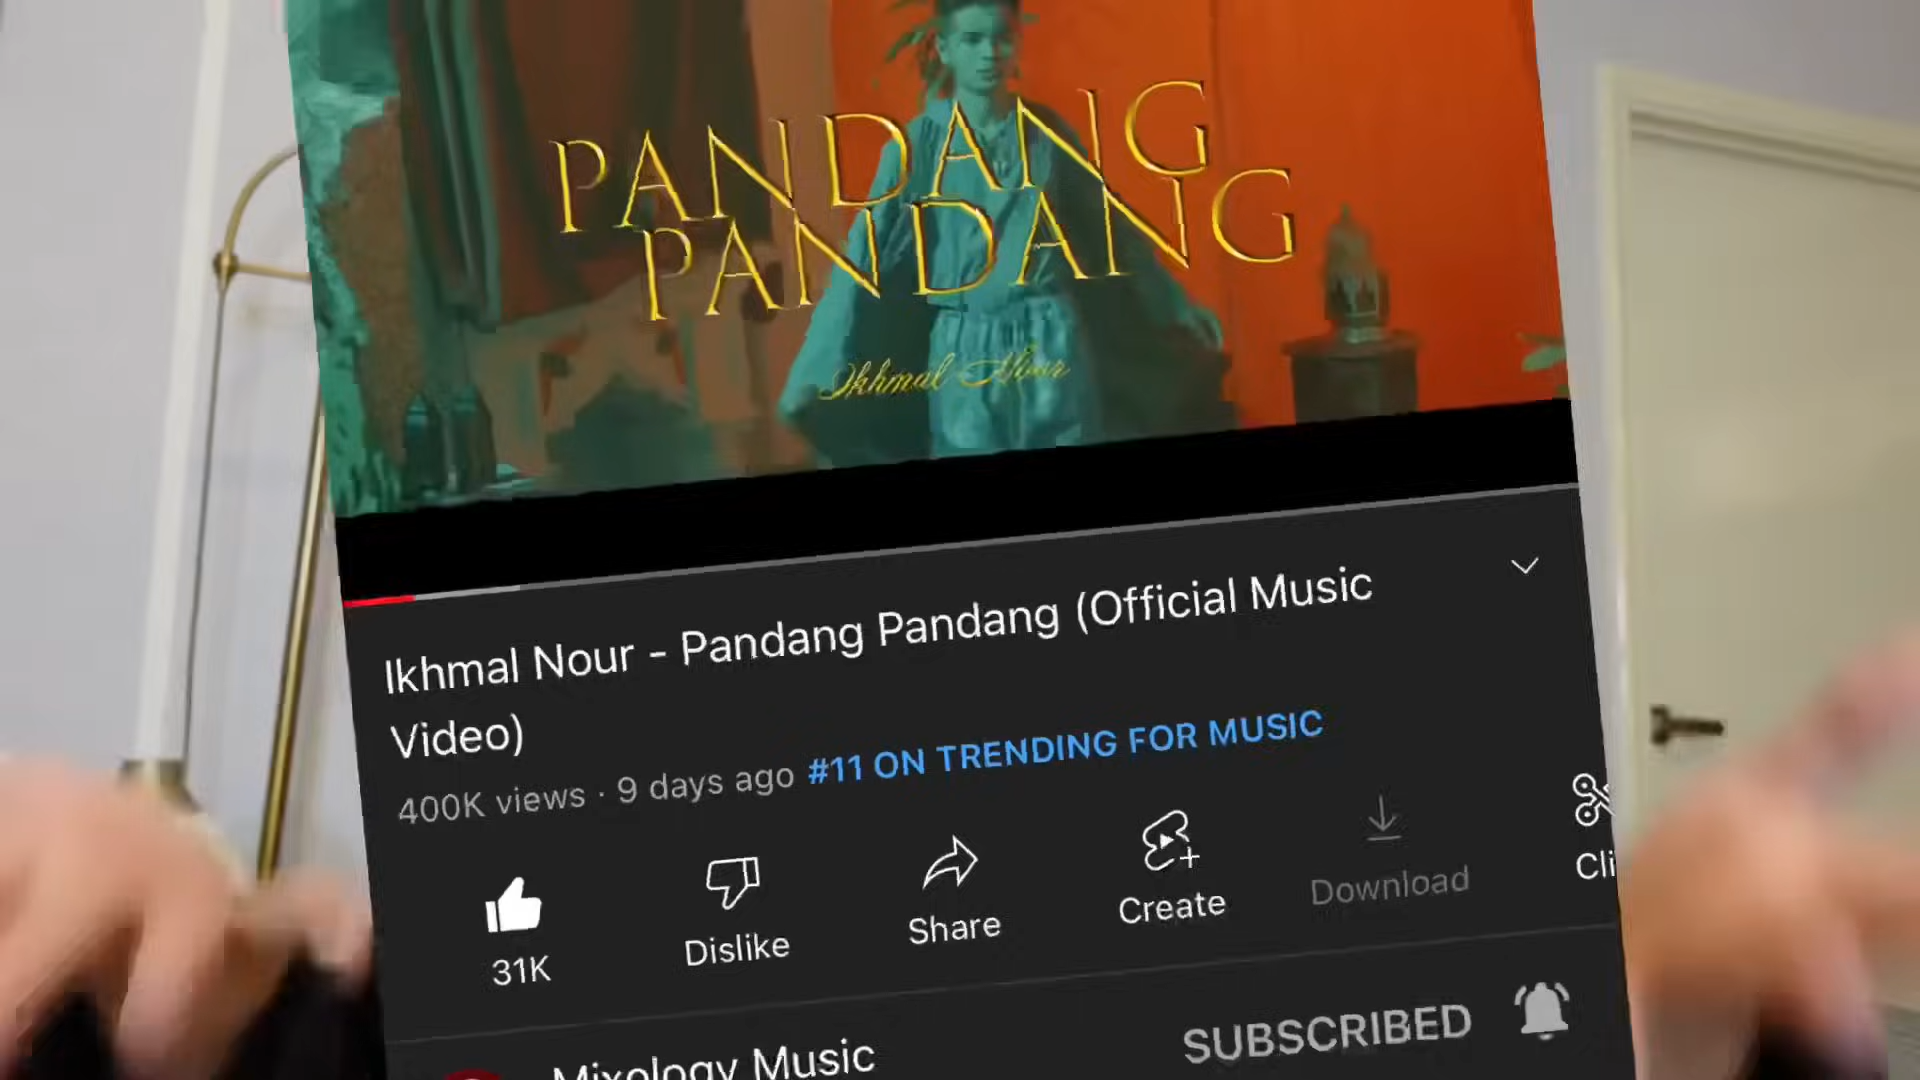 PANDANG
PANDANG
Ikhmal Nour
Ikhmal Nour - Pandang Pandang (Official Music
Video)
400K views · 9 days ago #11 ON TRENDING FOR MUSIC
31K
Dislike
Share
Create
Download
Cli
Mixology Music
SUBSCRIBED